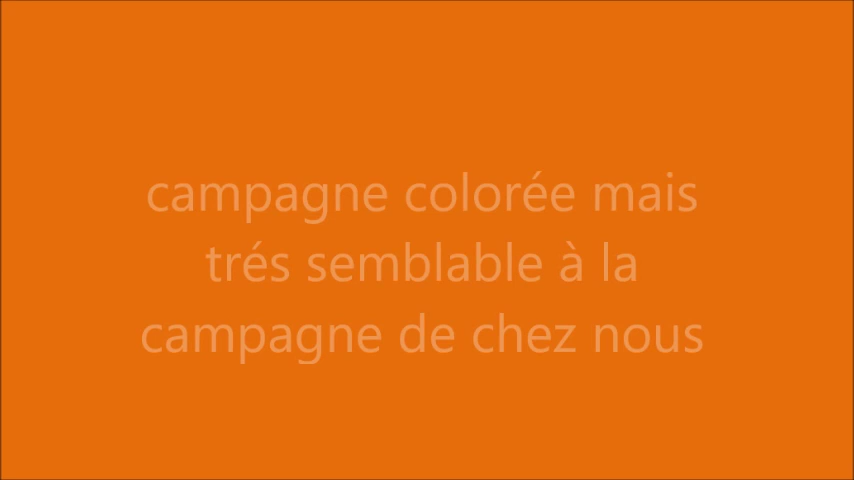 campagne colorée mais
trés semblable à la
campagne de chez nous